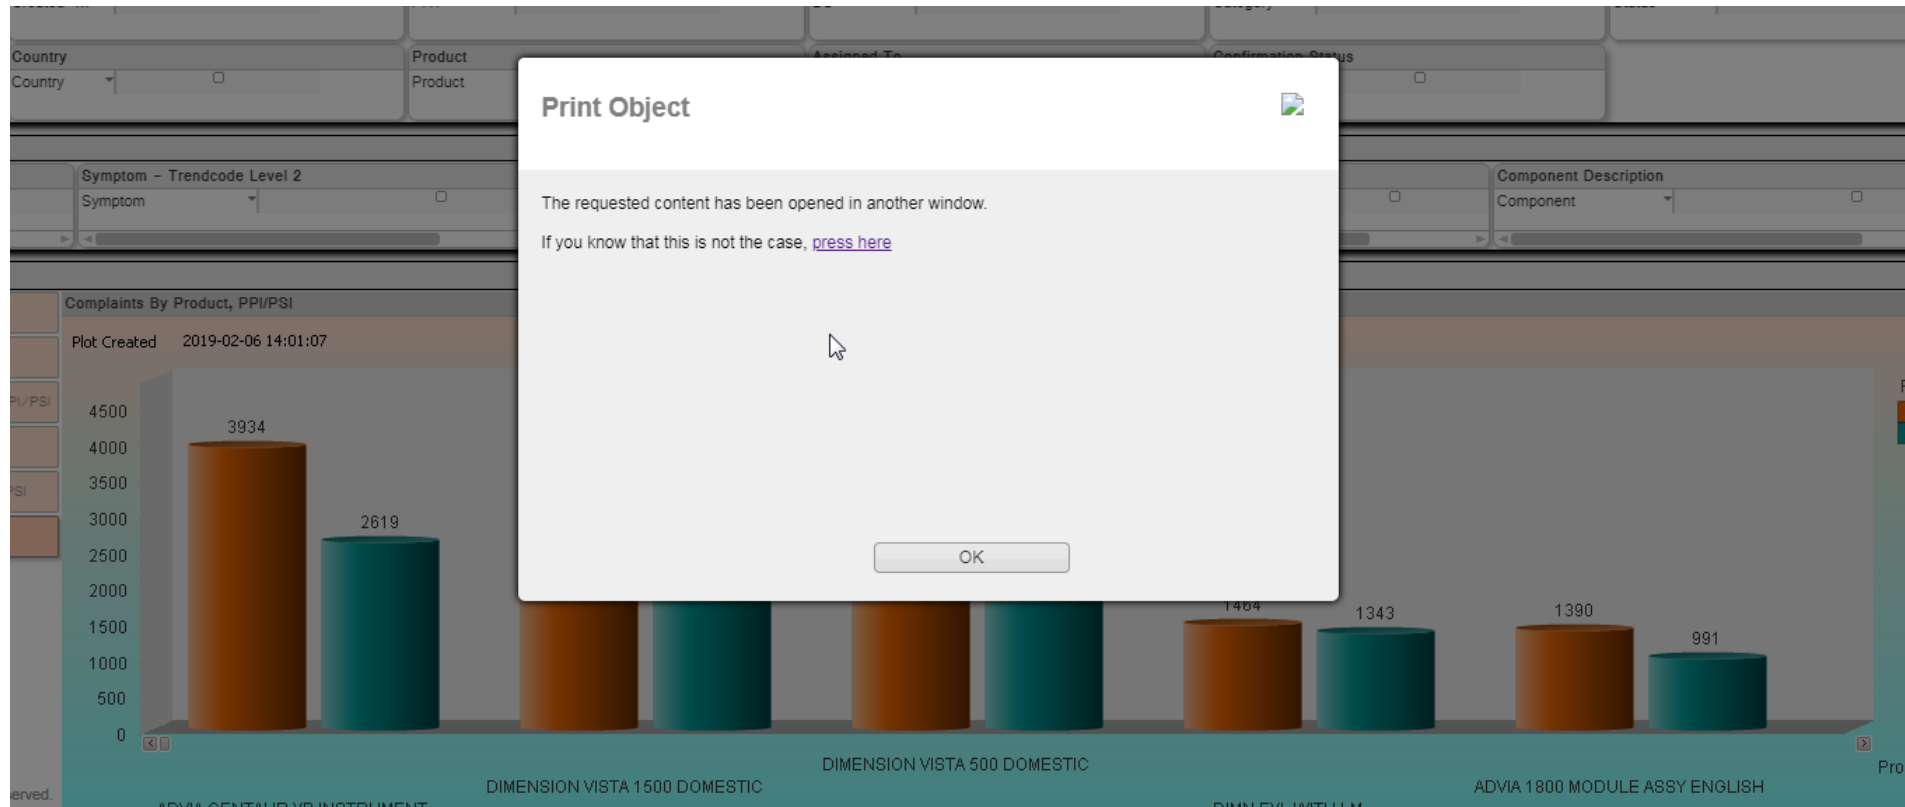 Country
Product
Country
Product
Print Object
Symptom - Trendcode Level 2
Component Description
Symptom
Component
The requested content has been opened in another window.
If you know that this is not the case, press here
Complaints By Product, PPI/PSI
Plot Created 2019-02-06 14:01:07
4500
4000
3500
3000
2500
2000
1500
1000
500
0
3934
2619
OK
1464
1343
1390
991
DIMENSION VISTA 500 DOMESTIC
DIMENSION VISTA 1500 DOMESTIC
ADVIA 1800 MODULE ASSY ENGLISH